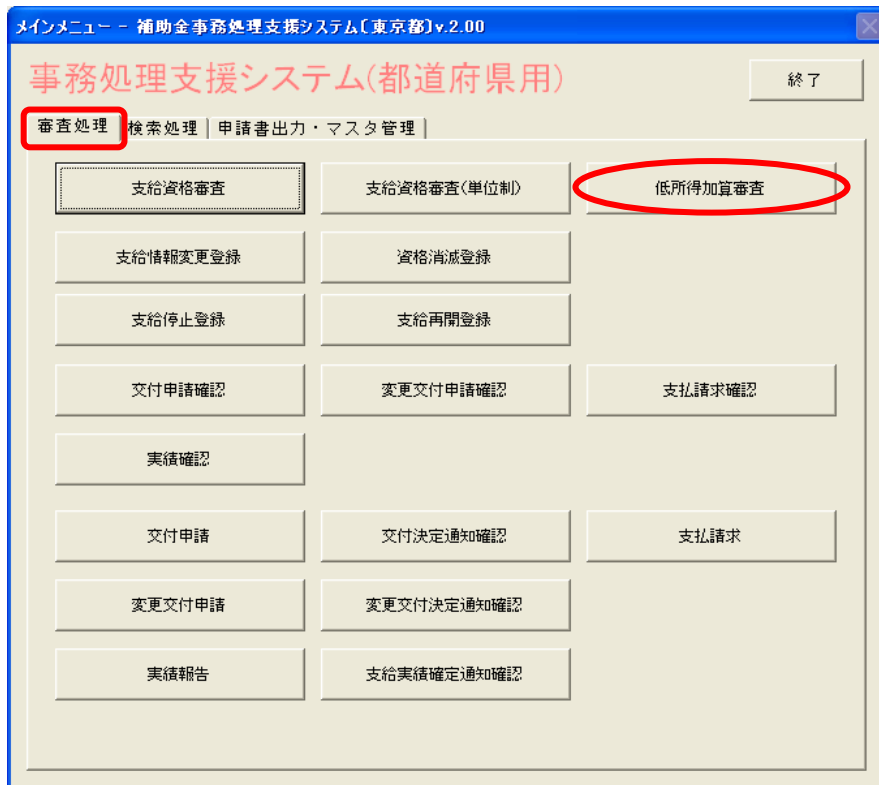 メインメニュー － 補助金事務処理支援システム〔東京都〕v.2.00
事務処理支援システム(都道府県用)
終了
審査処理 検索処理 申請書出力・マスタ管理
支給資格審査 支給資格審査(単位制) 低所得加算審査
支給情報変更登録 資格消滅登録
支給停止登録 支給再開登録
交付申請確認 変更交付申請確認 支払請求確認
実績確認
交付申請 交付決定通知確認 支払請求
変更交付申請 変更交付決定通知確認
実績報告 支給実績確定通知確認